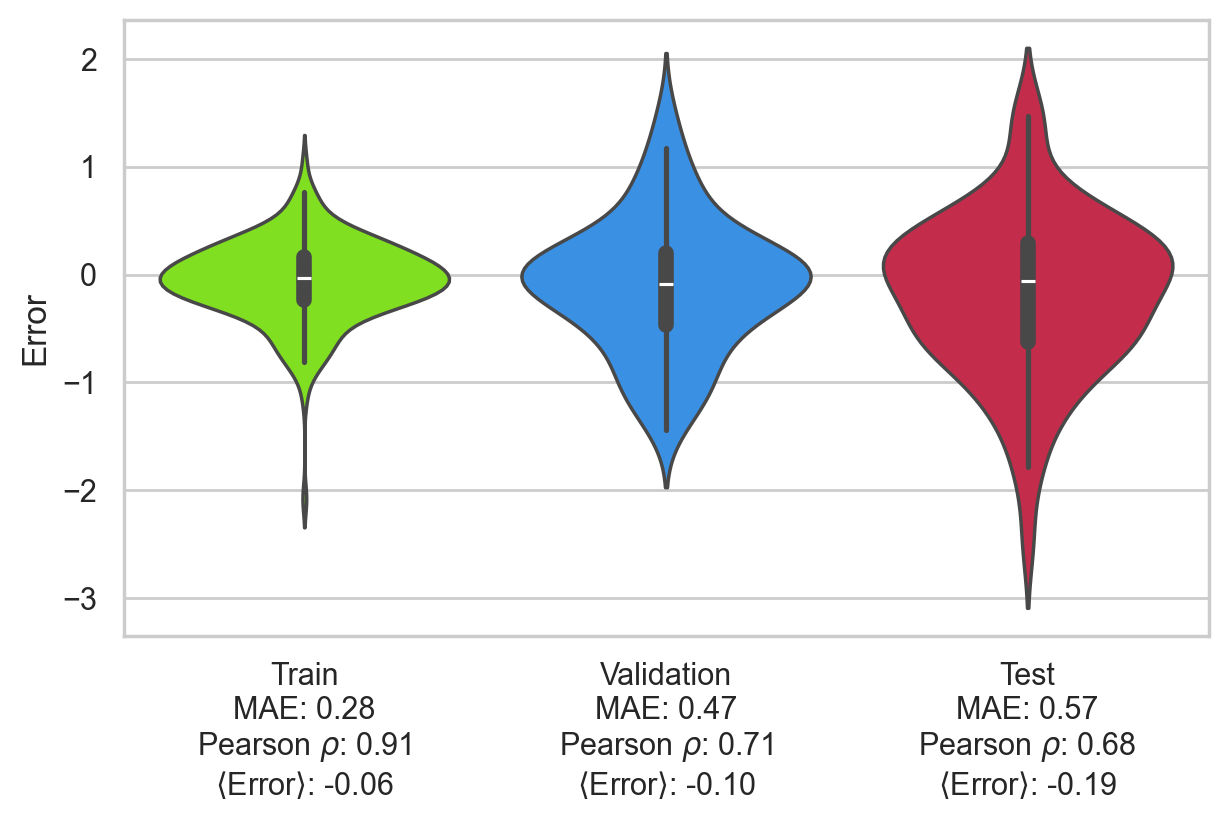 2
1
0
−1
−2
−3
Error
Train
MAE: 0.28
Pearson ρ: 0.91
⟨Error⟩: -0.06
Validation
MAE: 0.47
Pearson ρ: 0.71
⟨Error⟩: -0.10
Test
MAE: 0.57
Pearson ρ: 0.68
⟨Error⟩: -0.19